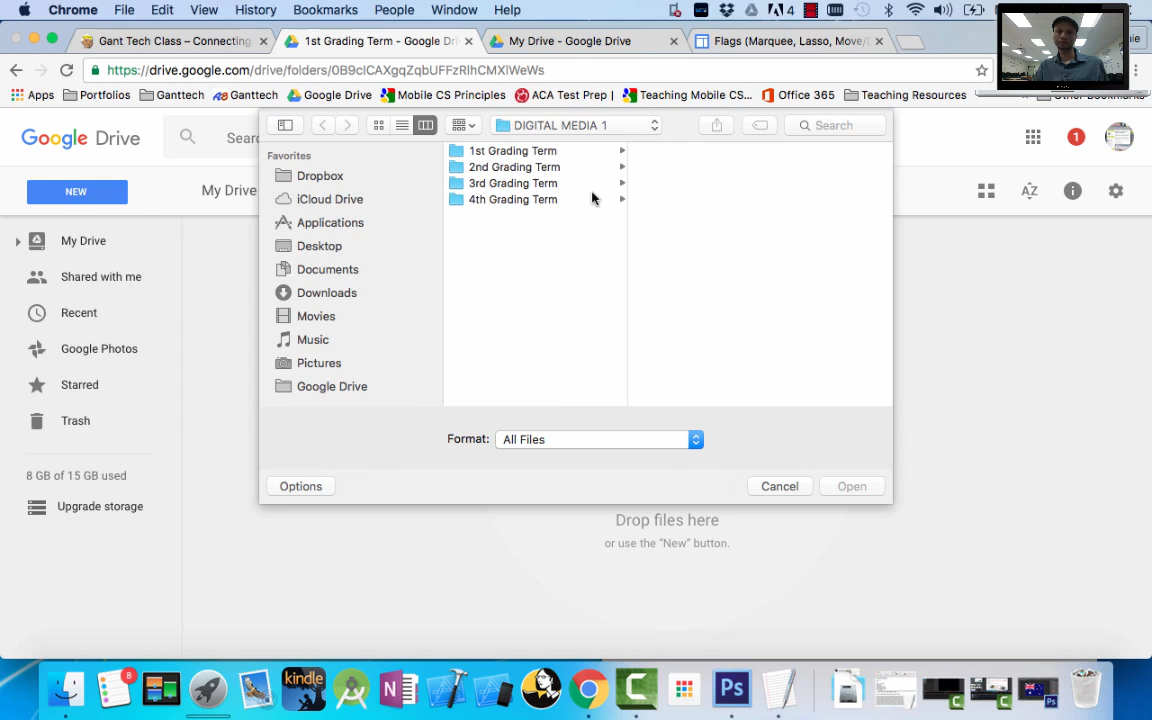 Chrome File Edit View History Bookmarks People Window Help 4
Gant Tech Class – Connecting
1st Grading Term - Google Dri
My Drive - Google Drive
Flags (Marquee, Lasso, Move/
https://drive.google.com/drive/folders/0B9clCAXgqZqbUFFzRlhCMXlWeWs
Apps Portfolios Ganttech Ganttech Google Drive Mobile CS Principles ACA Test Prep | Teaching Mobile CS... Office 365 Teaching Resources
Google Drive
1
DIGITAL MEDIA 1
Search
NEW
My Drive
My Drive
Shared with me
Recent
Google Photos
Starred
Trash
8 GB of 15 GB used
Upgrade storage
Favorites
Dropbox
iCloud Drive
Applications
Desktop
Documents
Downloads
Movies
Music
Pictures
Google Drive
1st Grading Term
2nd Grading Term
3rd Grading Term
4th Grading Term
Format: All Files
Options
Cancel
Open
Drop files here
or use the “New” button.
8
kindle
N
C
Ps